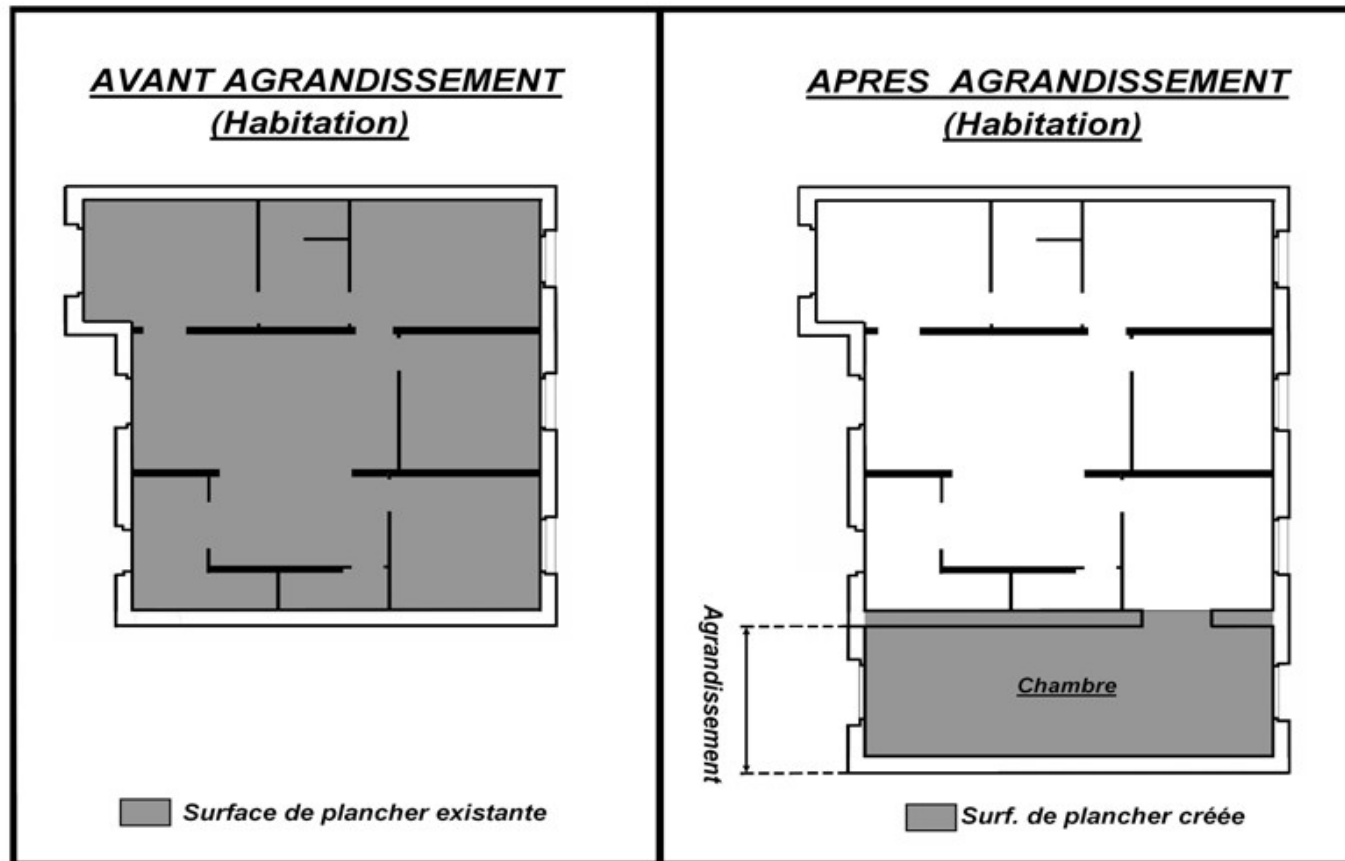 AVANT AGRANDISSEMENT
(Habitation)
Surface de plancher existante
APRES AGRANDISSEMENT
(Habitation)
Agrandissement
Chambre
Surf. de plancher créée